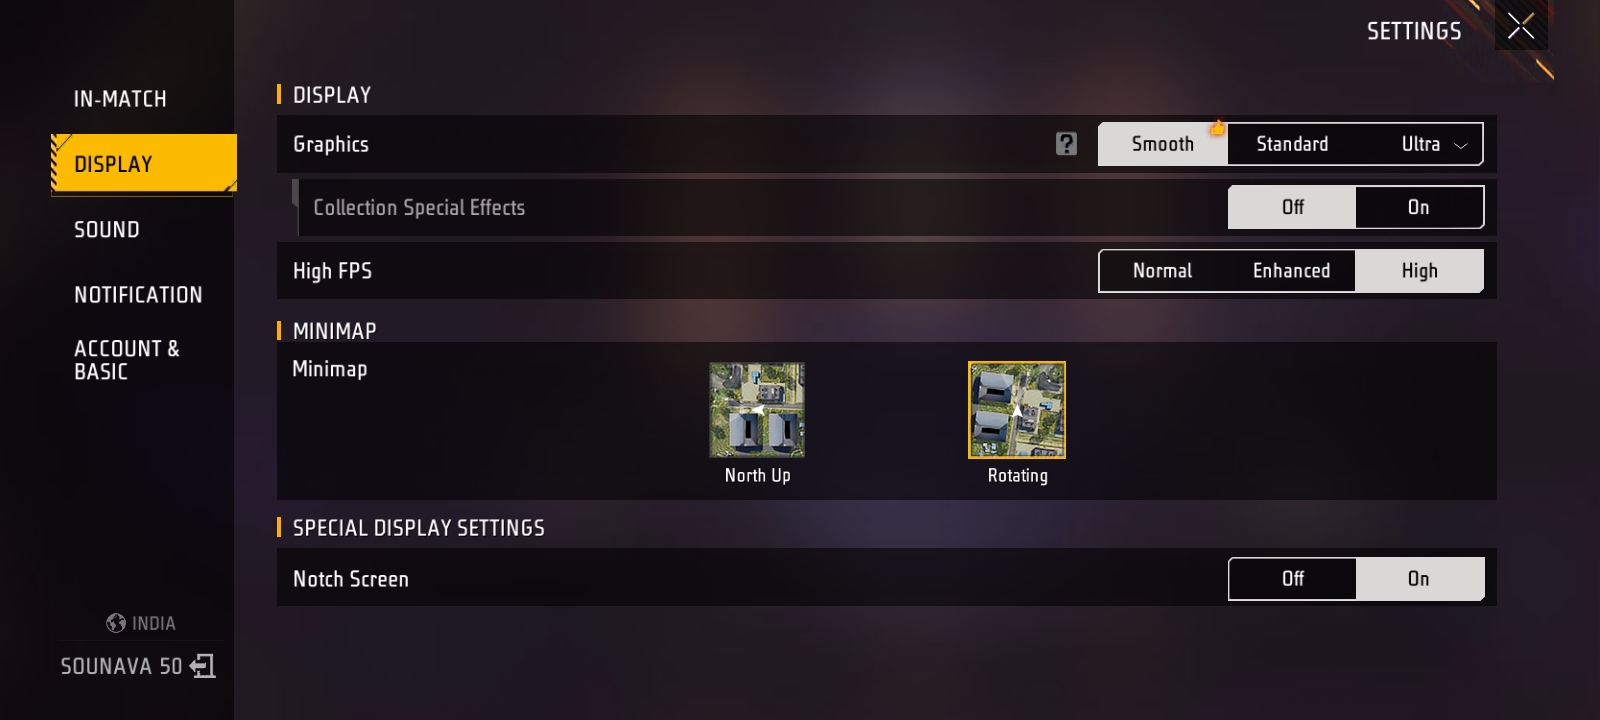 SETTINGS
IN-MATCH
DISPLAY
SOUND
NOTIFICATION
ACCOUNT &
BASIC
INDIA
SOUNAVA 50
DISPLAY
Graphics
?
Smooth
Standard
Ultra
Collection Special Effects
Off
On
High FPS
Normal
Enhanced
High
MINIMAP
Minimap
North Up
Rotating
SPECIAL DISPLAY SETTINGS
Notch Screen
Off
On